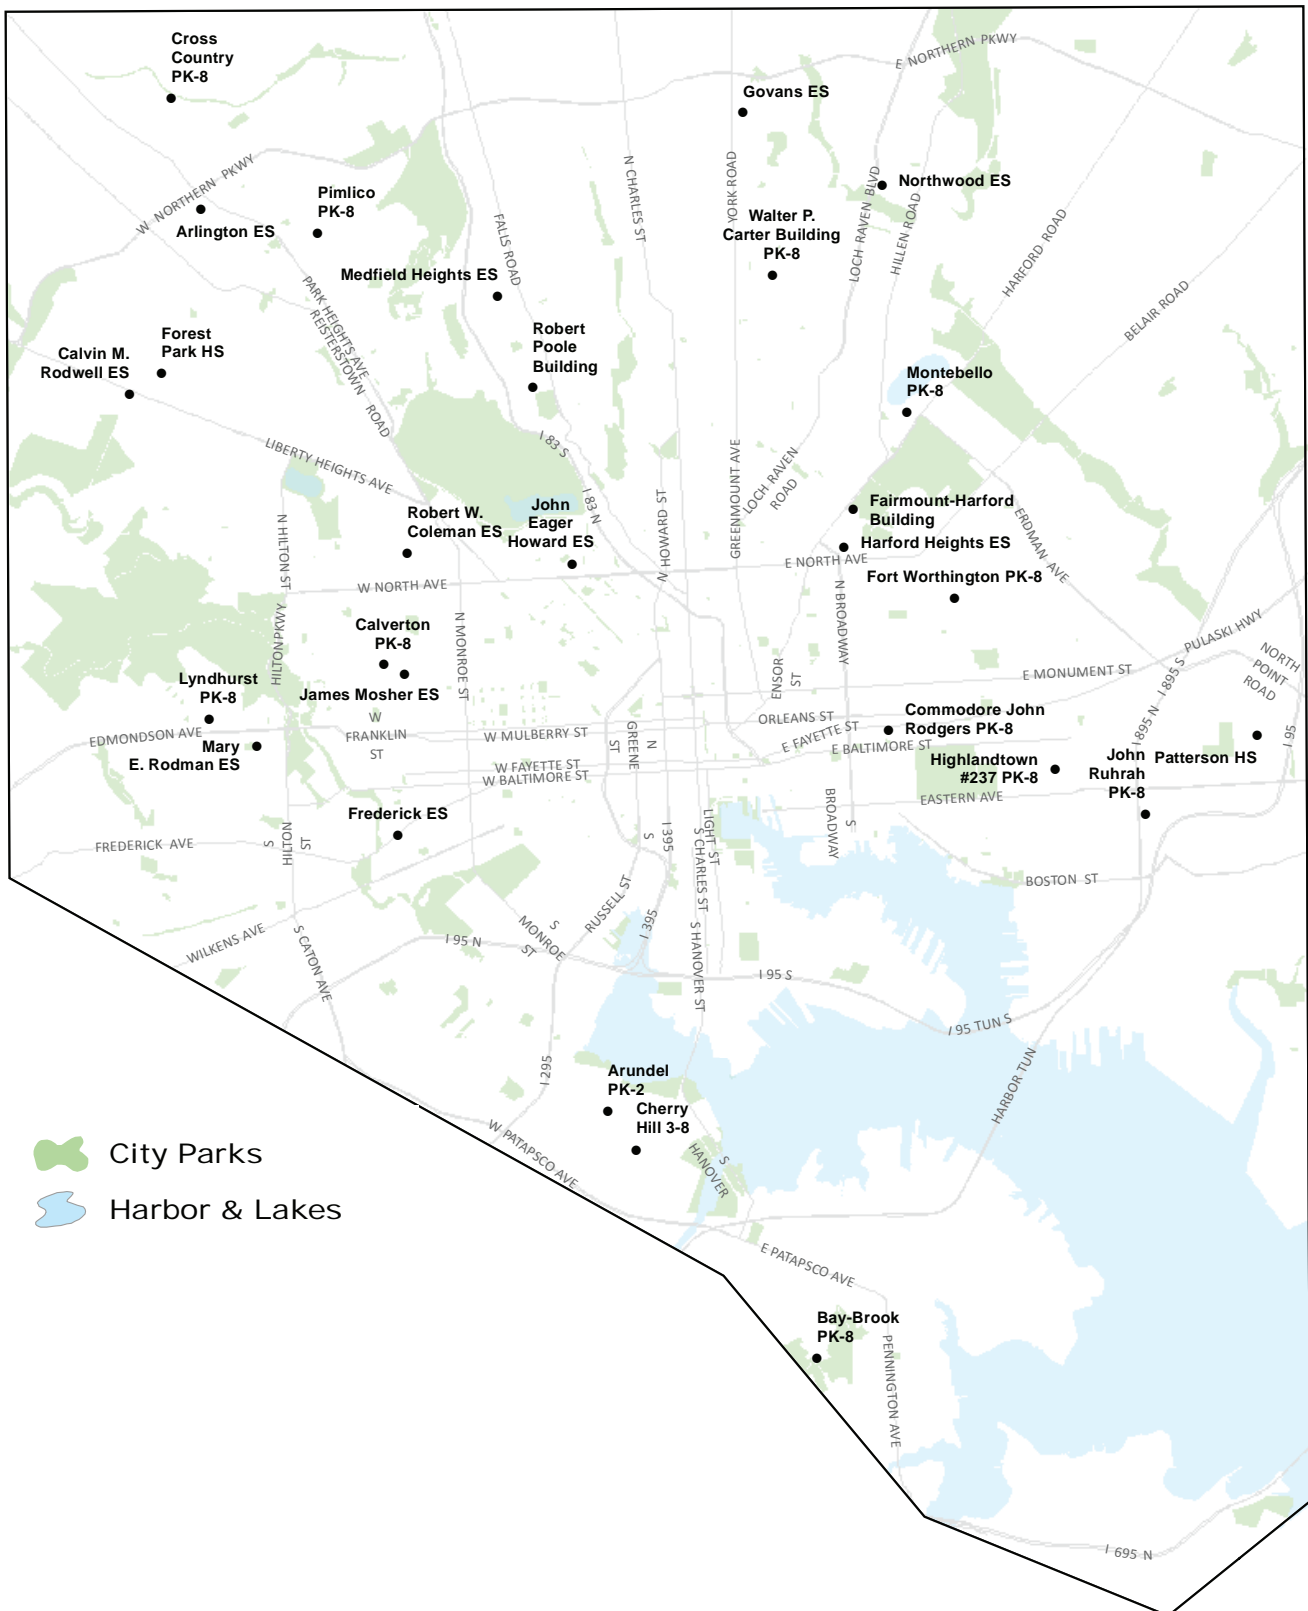 Cross
Country
PK-8
E NORTHERN PKWY
Govans ES
W NORTHERN PKWY
Pimlico
PK-8
Arlington ES
N CHARLES ST
YORK ROAD
LOCH RAVEN BLVD
Northwood ES
HILLEN ROAD
Walter P.
Carter Building
PK-8
FALLS ROAD
HARFORD ROAD
Medfield Heights ES
PARK HEIGHTS AVE
REISTERSTOWN ROAD
BELAIR ROAD
Forest
Park HS
Calvin M.
Rodwell ES
Robert
Poole
Building
Montebello
PK-8
LIBERTY HEIGHTS AVE
I 83 S
I 83 N
N HOWARD ST
GREENMOUNT AVE
LOCH RAVEN
ROAD
Robert W.
Coleman ES
John
Eager
Howard ES
Fairmount-Harford
Building
Harford Heights ES
ERDMAN AVE
N HILTON ST
W NORTH AVE
E NORTH AVE
Fort Worthington PK-8
HILTON PKWY
N MONROE ST
N BROADWAY
Calverton
PK-8
James Mosher ES
Lyndhurst
PK-8
ENSOR
ST
E MONUMENT ST
PULASKI HWY
NORTH
POINT
ROAD
I 895 S
I 895 N
I 95
EDMONDSON AVE
Mary
E. Rodman ES
W
FRANKLIN
ST
W MULBERRY ST
N
GREENE
ST
ORLEANS ST
E FAYETTE ST
E BALTIMORE ST
Commodore John
Rodgers PK-8
Highlandtown
#237 PK-8
John
Ruhrah
PK-8
Patterson HS
W FAYETTE ST
W BALTIMORE ST
EASTERN AVE
Frederick ES
FREDERICK AVE
S
HILTON
ST
S
I 395
LIGHT ST
S CHARLES ST
S
BROADWAY
BOSTON ST
RUSSELL ST
I 395
S HANOVER ST
WILKENS AVE
S CATON AVE
I 95 N
S
MONROE
ST
I 95 S
I 95 TUN S
HARBOR TUN
I 295
Arundel
PK-2
Cherry
Hill 3-8
W PATAPSCO AVE
S
HANOVER
City Parks
Harbor & Lakes
E PATAPSCO AVE
Bay-Brook
PK-8
PENNINGTON AVE
I 695 N